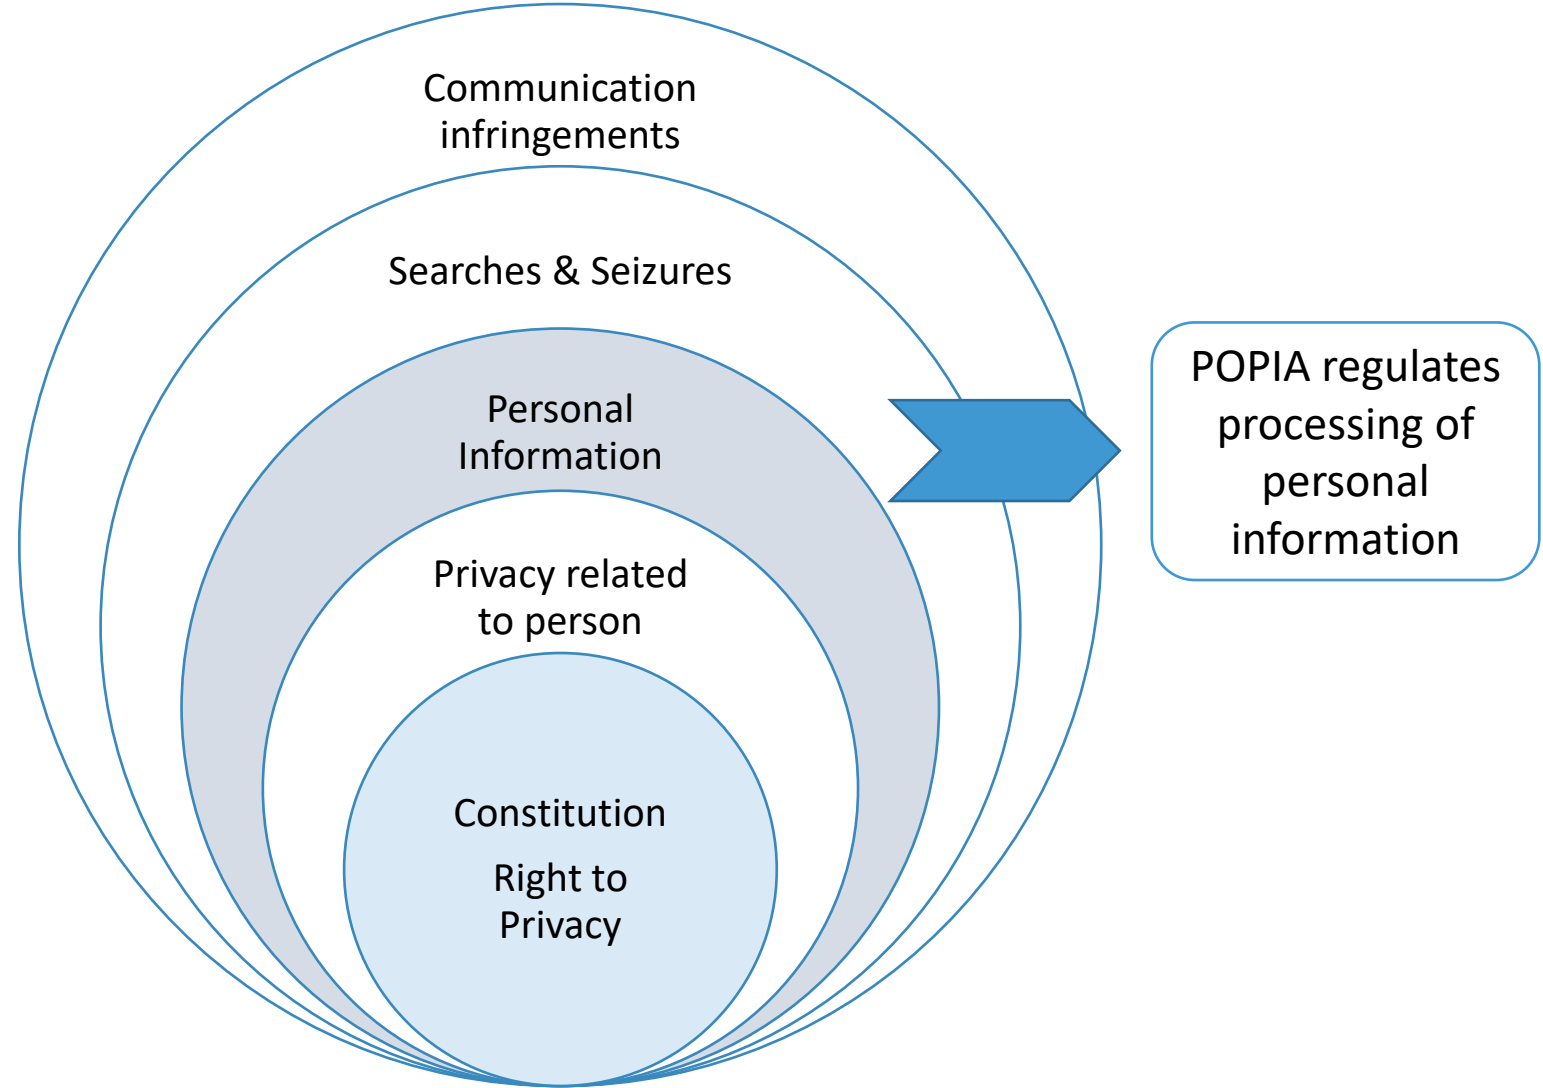 Communication
infringements
Searches & Seizures
Personal
Information
Privacy related
to person
Constitution
Right to
Privacy
POPIA regulates
processing of
personal
information